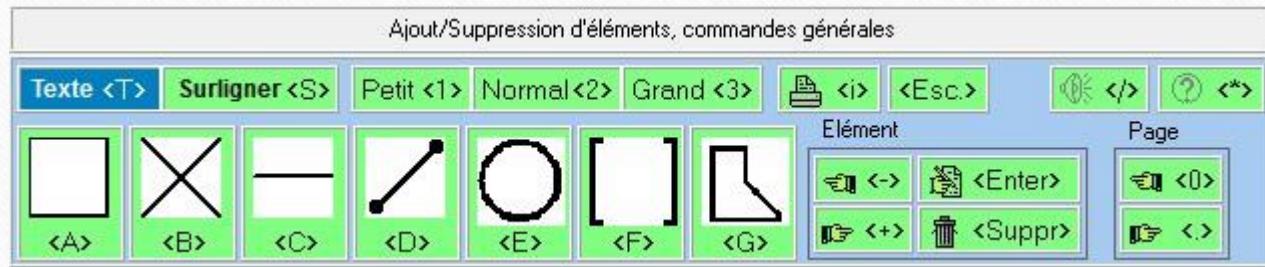 Ajout/Suppression d'éléments, commandes générales
Texte <T> Surligner <S> Petit <1> Normal <2> Grand <3> <i> <Esc.> </> <*>
Elément Page
<-> <Enter> <0>
<A> <B> <C> <D> <E> <F> <G> <+> <Suppr> <.>